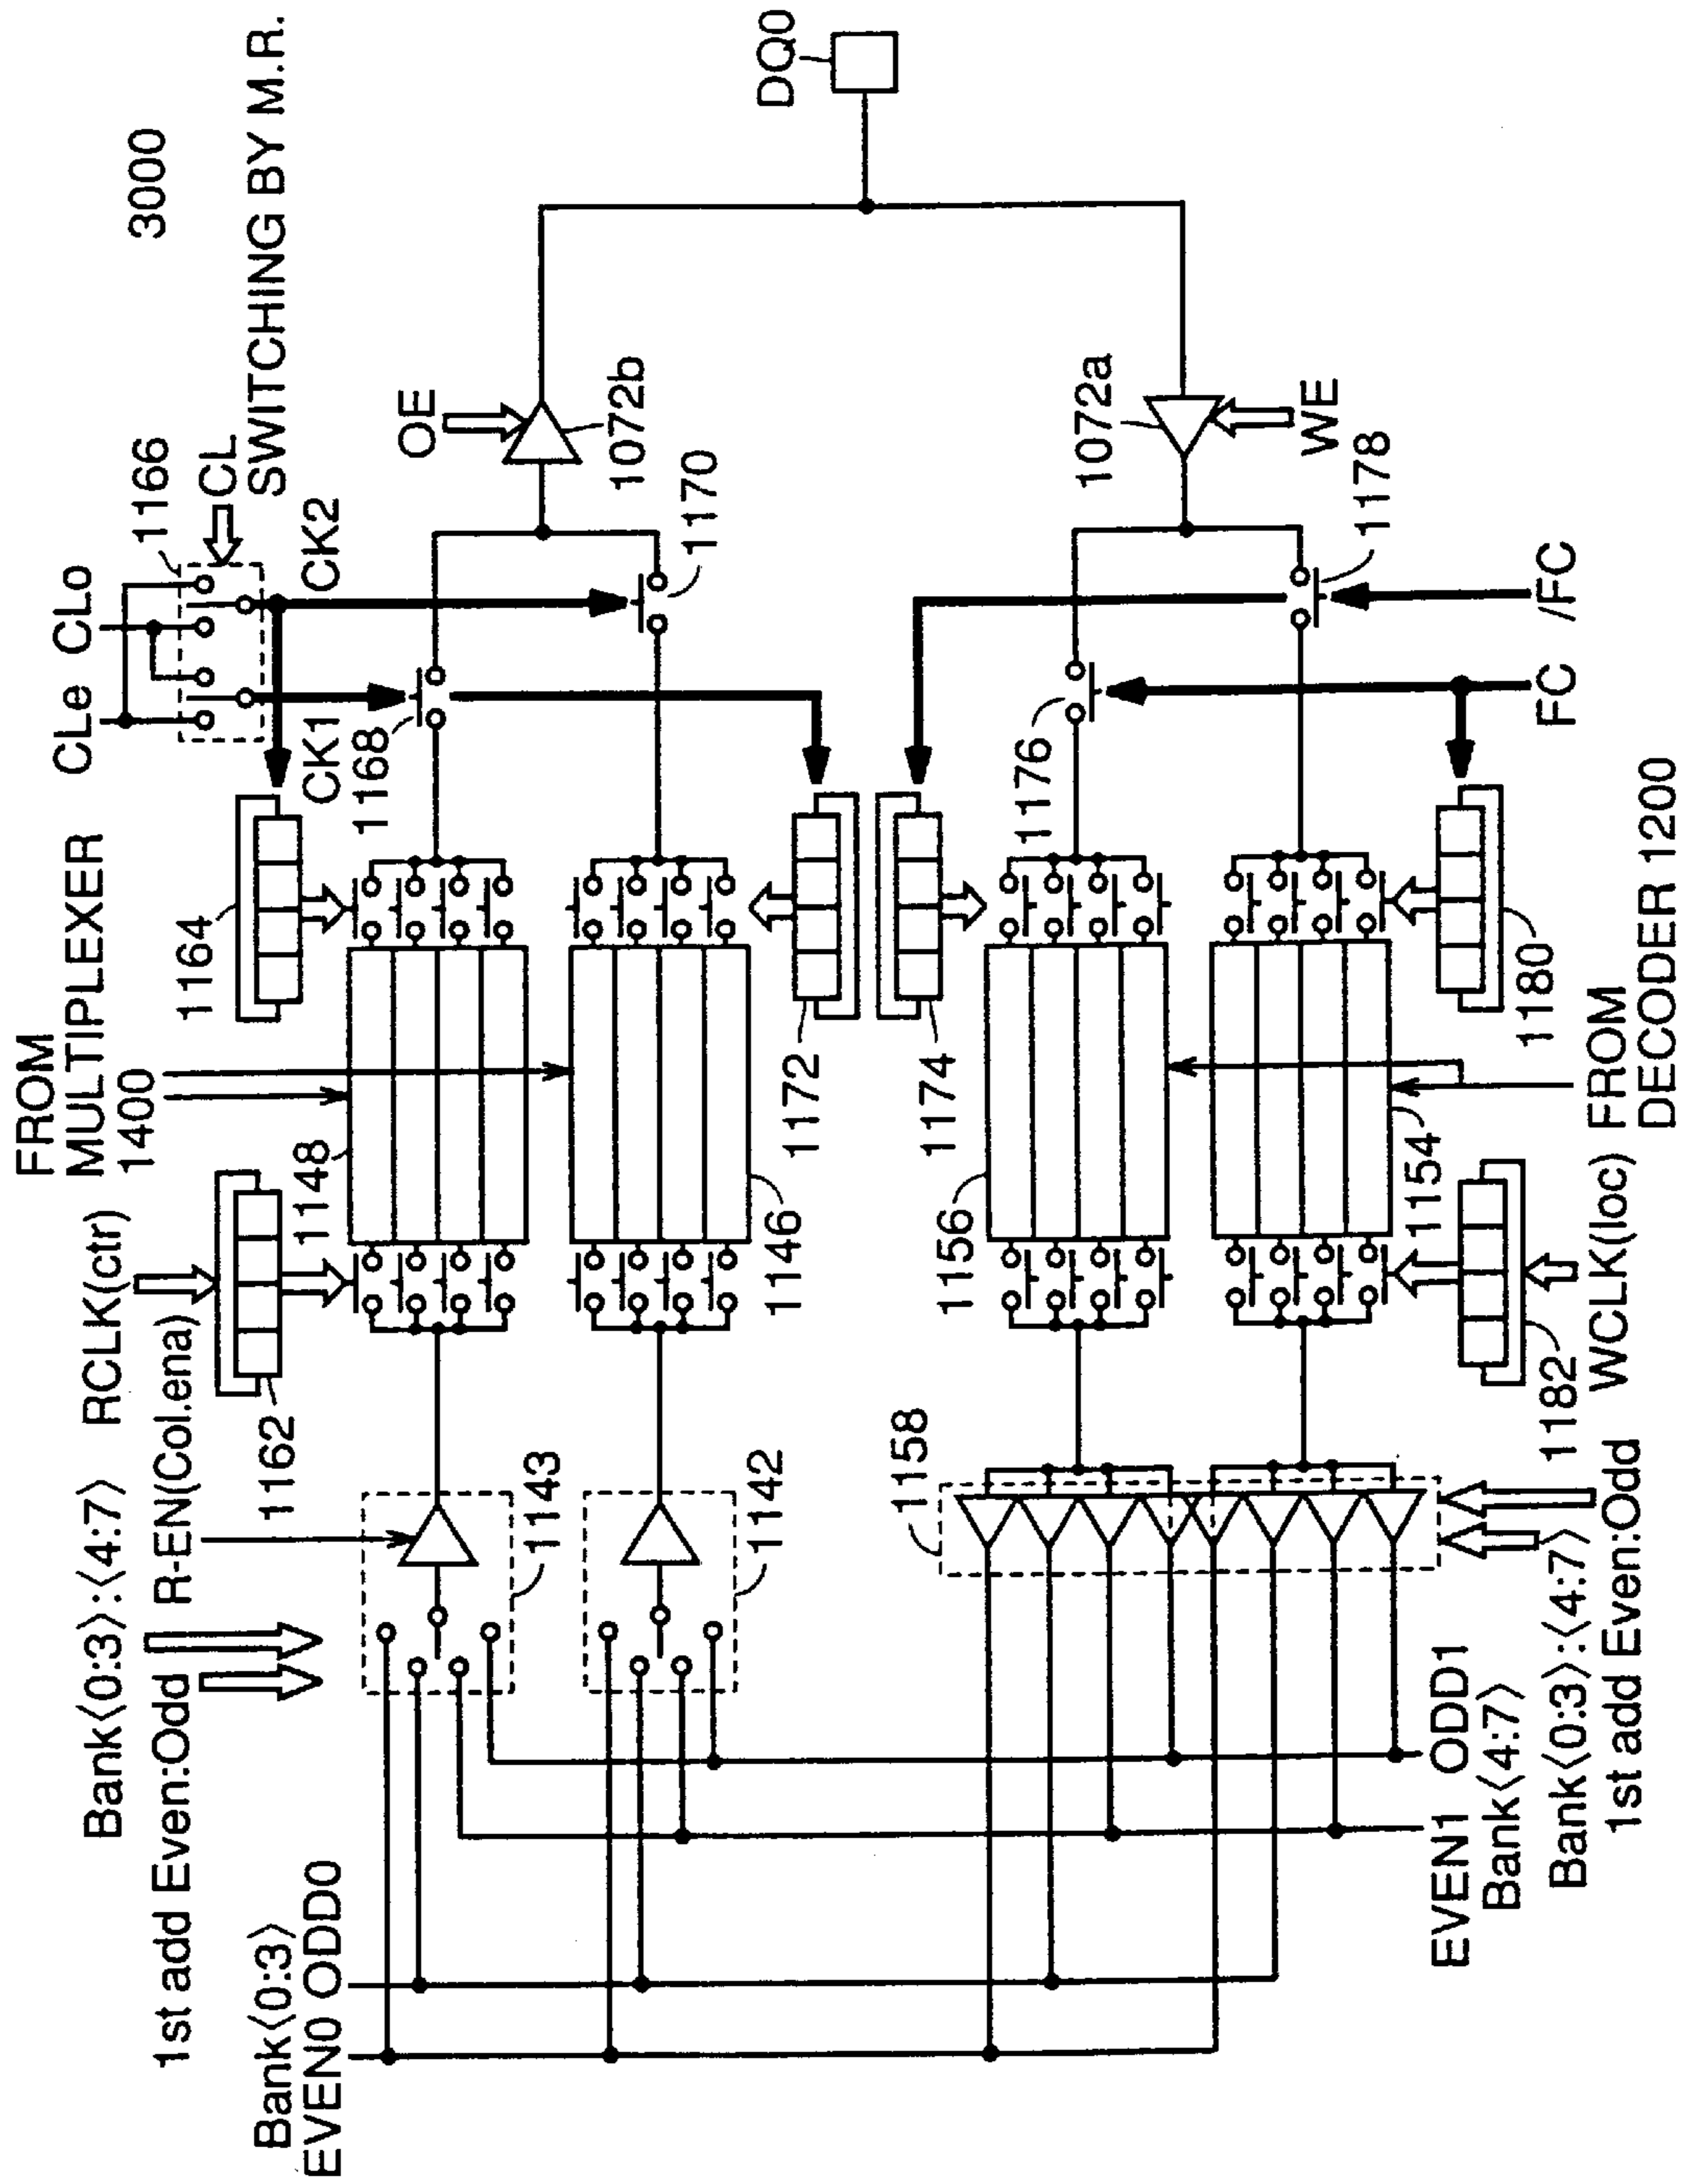 3000
Bank⟨0:3⟩:⟨4:7⟩
1st add Even:Odd
RCLK(ctr)
R-EN(Col.ena)
FROM
MULTIPLEXER
1400
CLe CLo
1166
CL
SWITCHING BY M.R.
Bank⟨0:3⟩
EVEN0 ODD0
1162
1148
1164
CK1
CK2
1168
OE
1072b
1170
DQ0
1143
1142
1146
1172
1174
1158
1156
1176
1072a
WE
1178
1154
1180
1182
EVEN1 ODD1
Bank⟨4:7⟩
Bank⟨0:3⟩:⟨4:7⟩
1st add Even:Odd
WCLK(loc)
FROM
DECODER 1200
FC
/FC